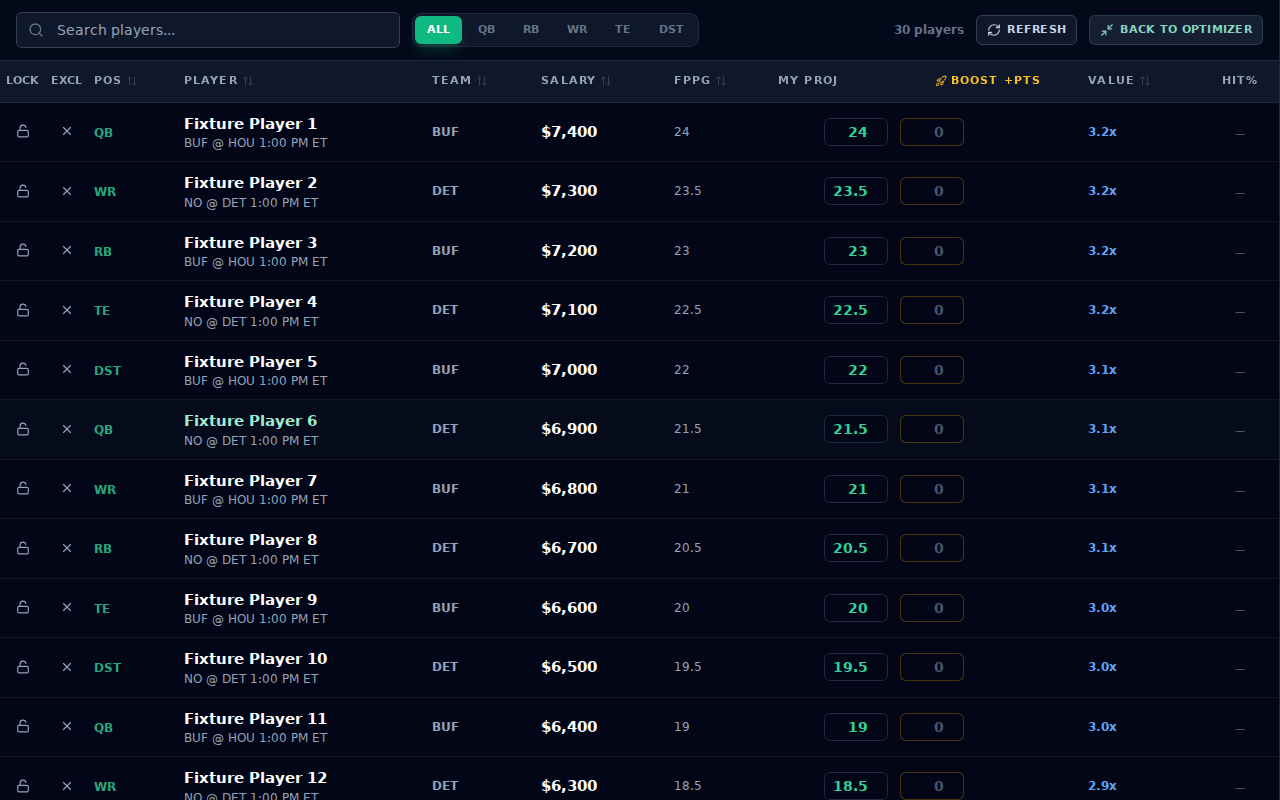 Search players...
ALL QB RB WR TE DST
30 players REFRESH BACK TO OPTIMIZER
LOCK EXCL POS PLAYER TEAM SALARY FPPG MY PROJ BOOST +PTS VALUE HIT%
QB Fixture Player 1 BUF $7,400 24 24 0 3.2x —
BUF @ HOU 1:00 PM ET
WR Fixture Player 2 DET $7,300 23.5 23.5 0 3.2x —
NO @ DET 1:00 PM ET
RB Fixture Player 3 BUF $7,200 23 23 0 3.2x —
BUF @ HOU 1:00 PM ET
TE Fixture Player 4 DET $7,100 22.5 22.5 0 3.2x —
NO @ DET 1:00 PM ET
DST Fixture Player 5 BUF $7,000 22 22 0 3.1x —
BUF @ HOU 1:00 PM ET
QB Fixture Player 6 DET $6,900 21.5 21.5 0 3.1x —
NO @ DET 1:00 PM ET
WR Fixture Player 7 BUF $6,800 21 21 0 3.1x —
BUF @ HOU 1:00 PM ET
RB Fixture Player 8 DET $6,700 20.5 20.5 0 3.1x —
NO @ DET 1:00 PM ET
TE Fixture Player 9 BUF $6,600 20 20 0 3.0x —
BUF @ HOU 1:00 PM ET
DST Fixture Player 10 DET $6,500 19.5 19.5 0 3.0x —
NO @ DET 1:00 PM ET
QB Fixture Player 11 BUF $6,400 19 19 0 3.0x —
BUF @ HOU 1:00 PM ET
WR Fixture Player 12 DET $6,300 18.5 18.5 0 2.9x —
NO @ DET 1:00 PM ET